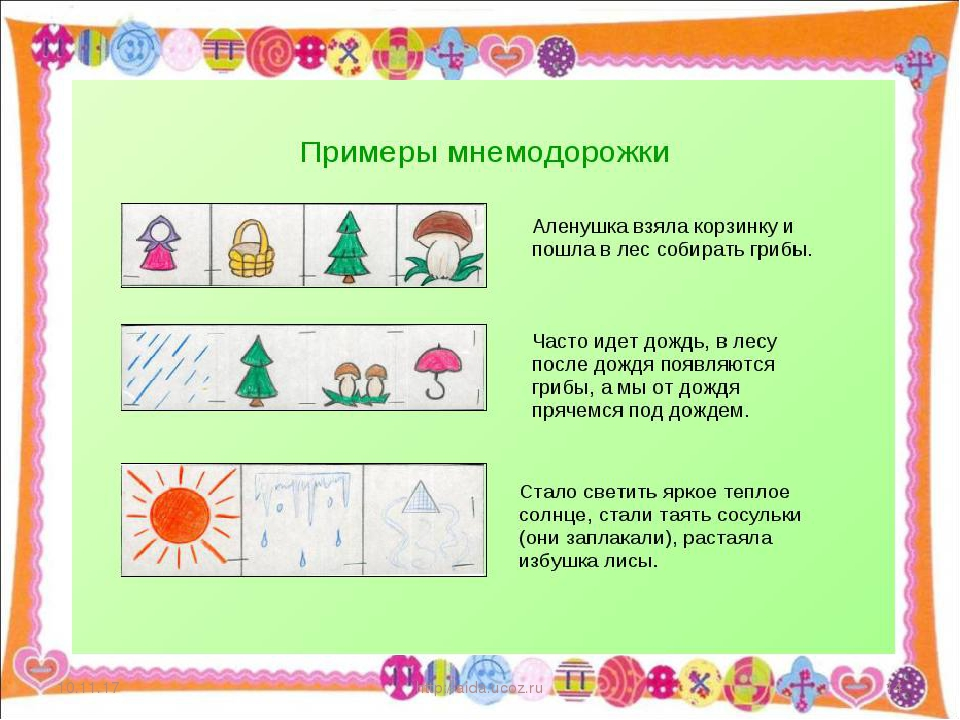 Примеры мнемодорожки
Аленушка взяла корзинку и
пошла в лес собирать грибы.
Часто идет дождь, в лесу
после дождя появляются
грибы, а мы от дождя
прячемся под дождем.
Стало светить яркое теплое
солнце, стали таять сосульки
(они заплакали), растаяла
избушка лисы.
10.11.17
http://aida.ucoz.ru